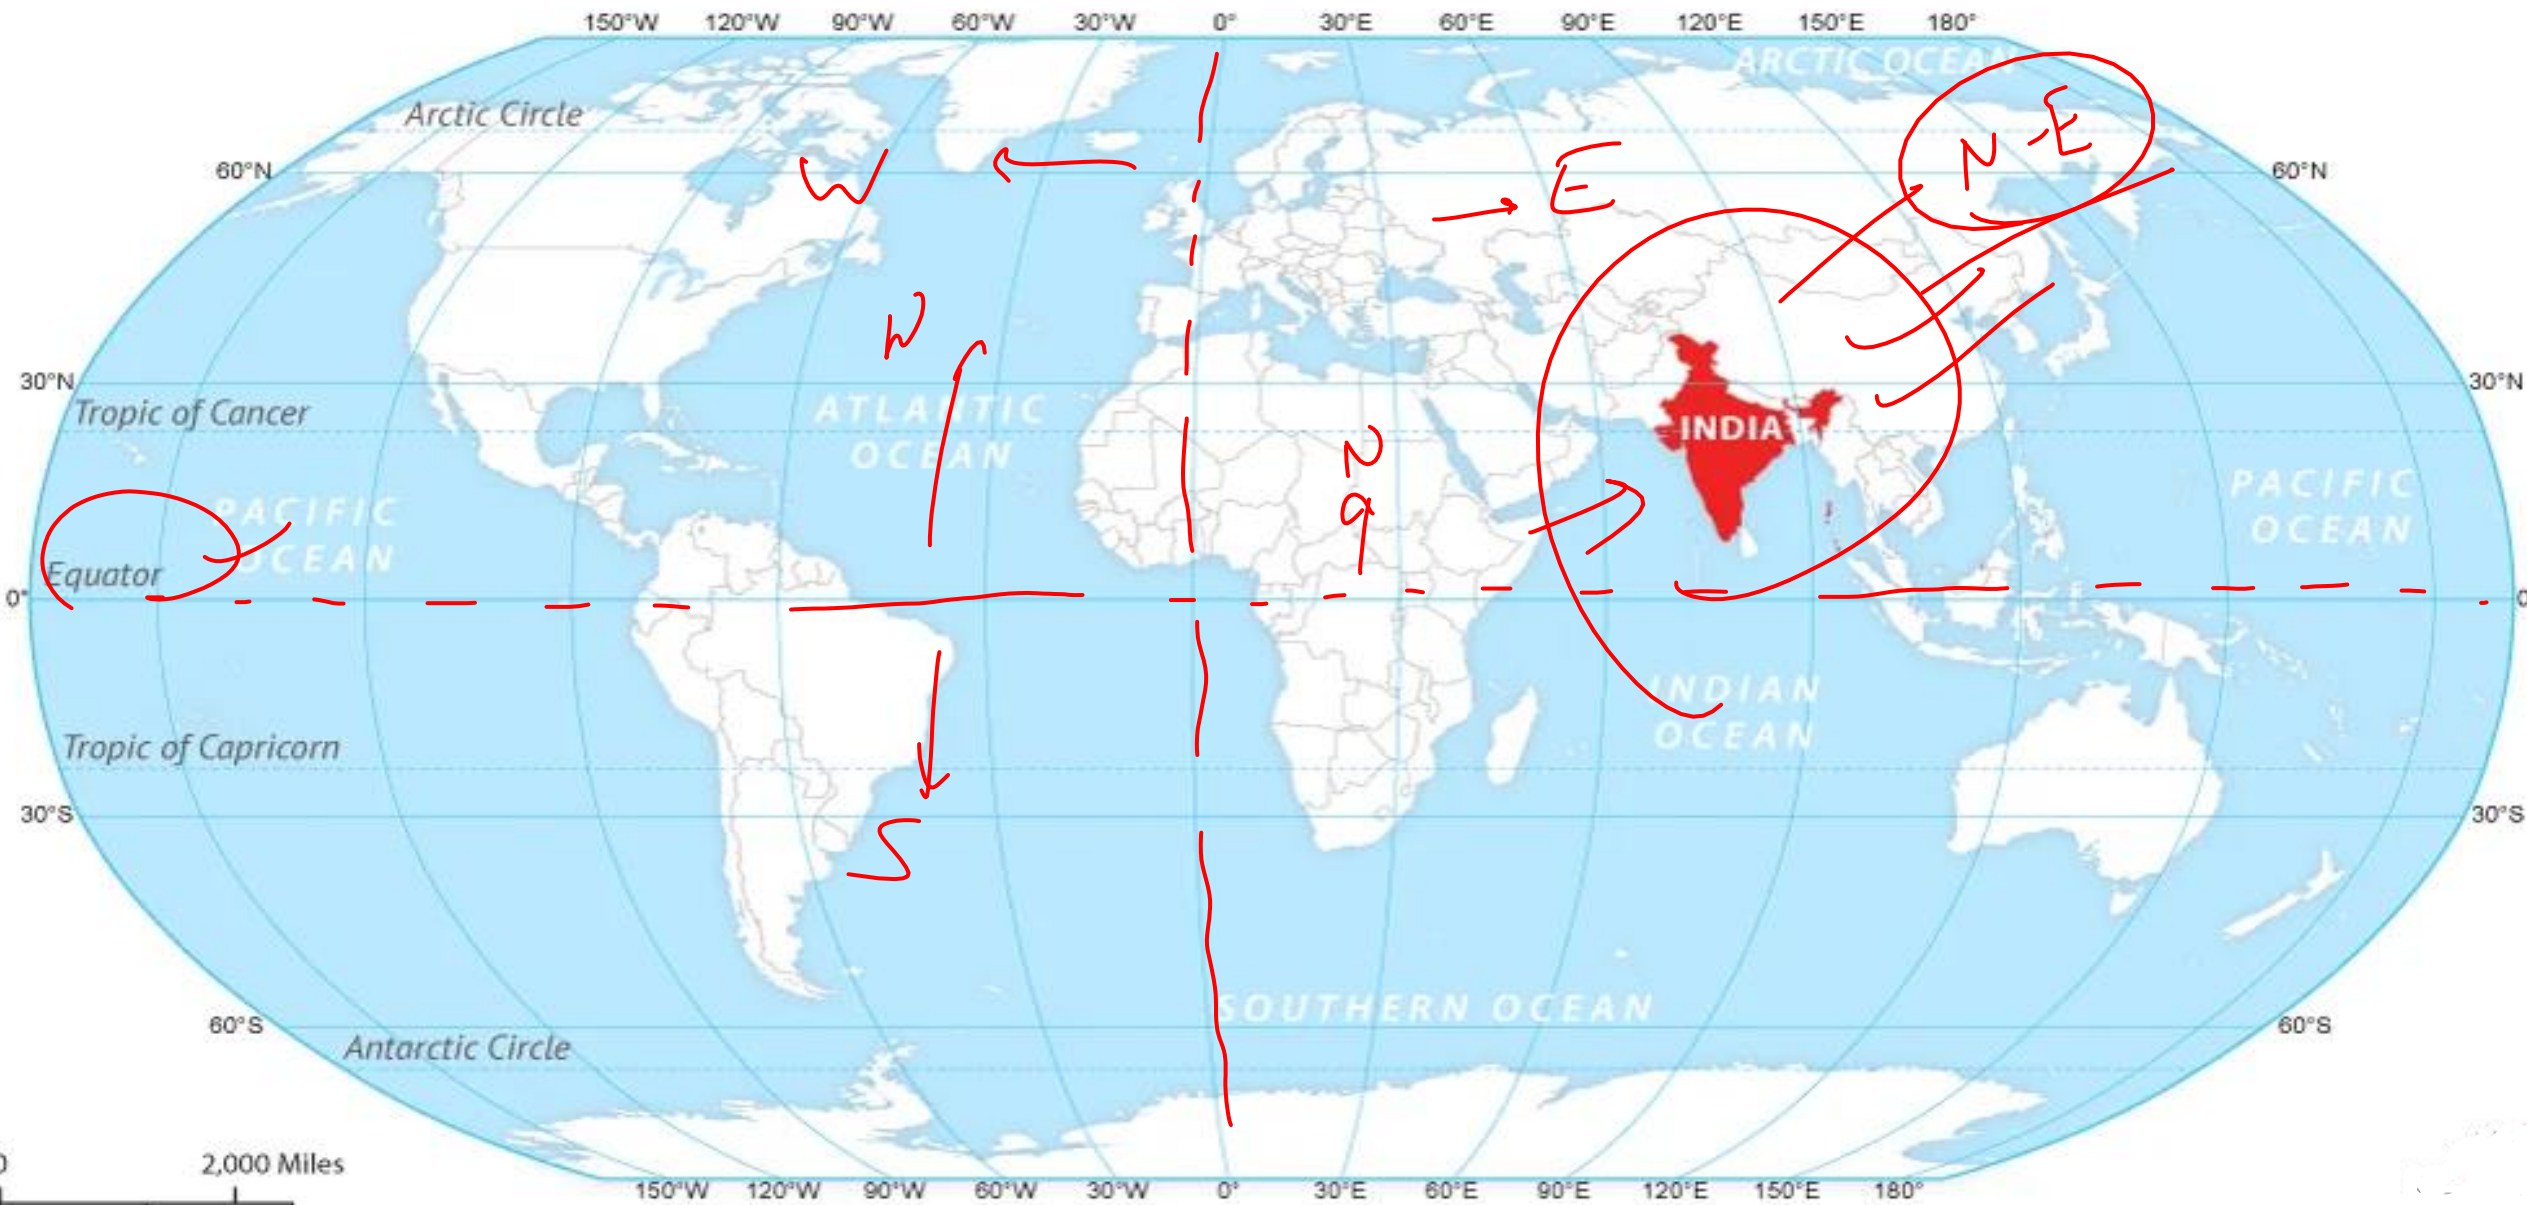 150°W 120°W 90°W 60°W 30°W 0° 30°E 60°E 90°E 120°E 150°E 180°
ARCTIC OCEAN
Arctic Circle
N-E
60°N W E 60°N
N
30°N 30°N
Tropic of Cancer
ATLANTIC
OCEAN
INDIA
N
PACIFIC
OCEAN
PACIFIC
OCEAN
Equator
0° 0
INDIAN
OCEAN
Tropic of Capricorn
30°S 30°S
S
SOUTHERN OCEAN
60°S 60°S
Antarctic Circle
0 2,000 Miles
150°W 120°W 90°W 60°W 30°W 0° 30°E 60°E 90°E 120°E 150°E 180°